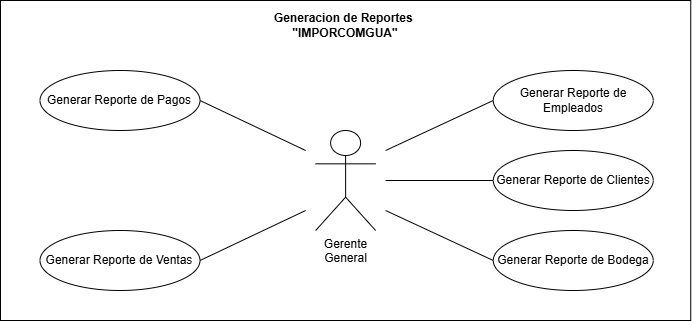 Generacion de Reportes
"IMPORCOMGUA"
Generar Reporte de Pagos
Generar Reporte de
Empleados
Generar Reporte de Clientes
Gerente
General
Generar Reporte de Ventas
Generar Reporte de Bodega